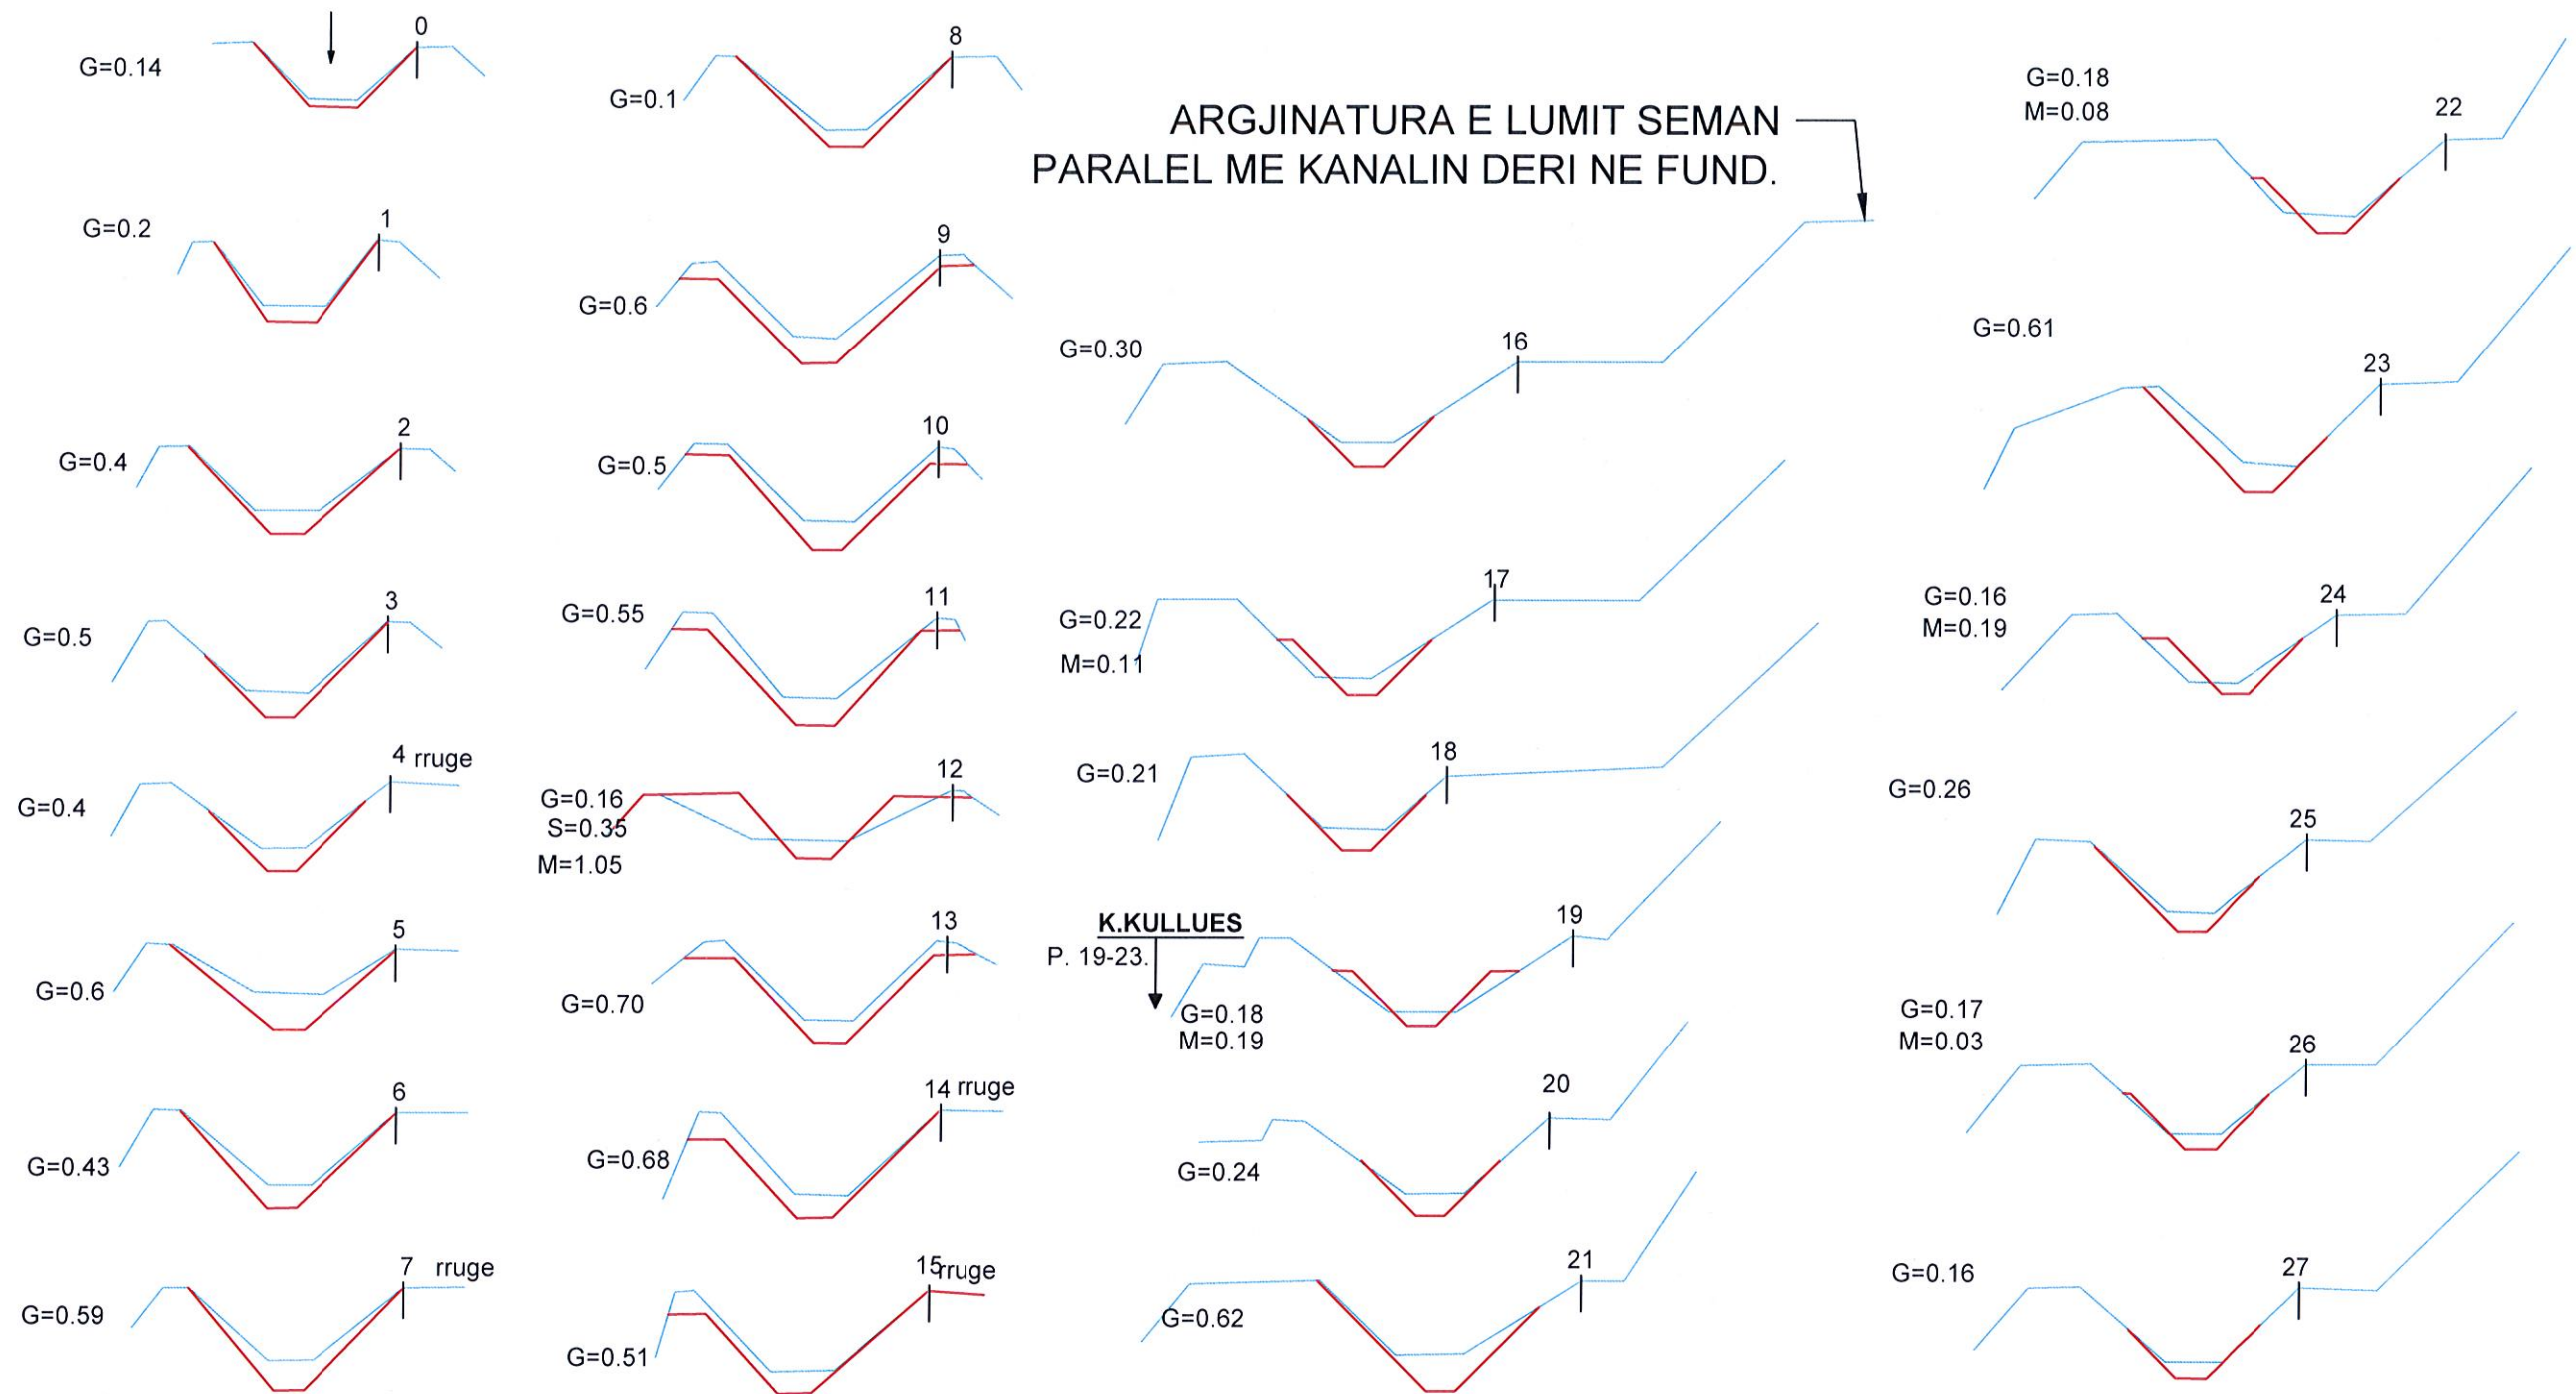 0
G=0.14
1
G=0.2
2
G=0.4
3
G=0.5
4 rruge
G=0.4
5
G=0.6
6
G=0.43
7 rruge
G=0.59
8
G=0.1
9
G=0.6
10
G=0.5
11
G=0.55
12
G=0.16
S=0.35
M=1.05
13
G=0.70
14 rruge
G=0.68
15 rruge
G=0.51
ARGJINATURA E LUMIT SEMAN
PARALEL ME KANALIN DERI NE FUND.
16
G=0.30
17
G=0.22
M=0.11
18
G=0.21
K.KULLUES
P. 19-23.
19
G=0.18
M=0.19
20
G=0.24
21
G=0.62
G=0.18
M=0.08
22
G=0.61
23
G=0.16
M=0.19
24
G=0.26
25
G=0.17
M=0.03
26
G=0.16
27